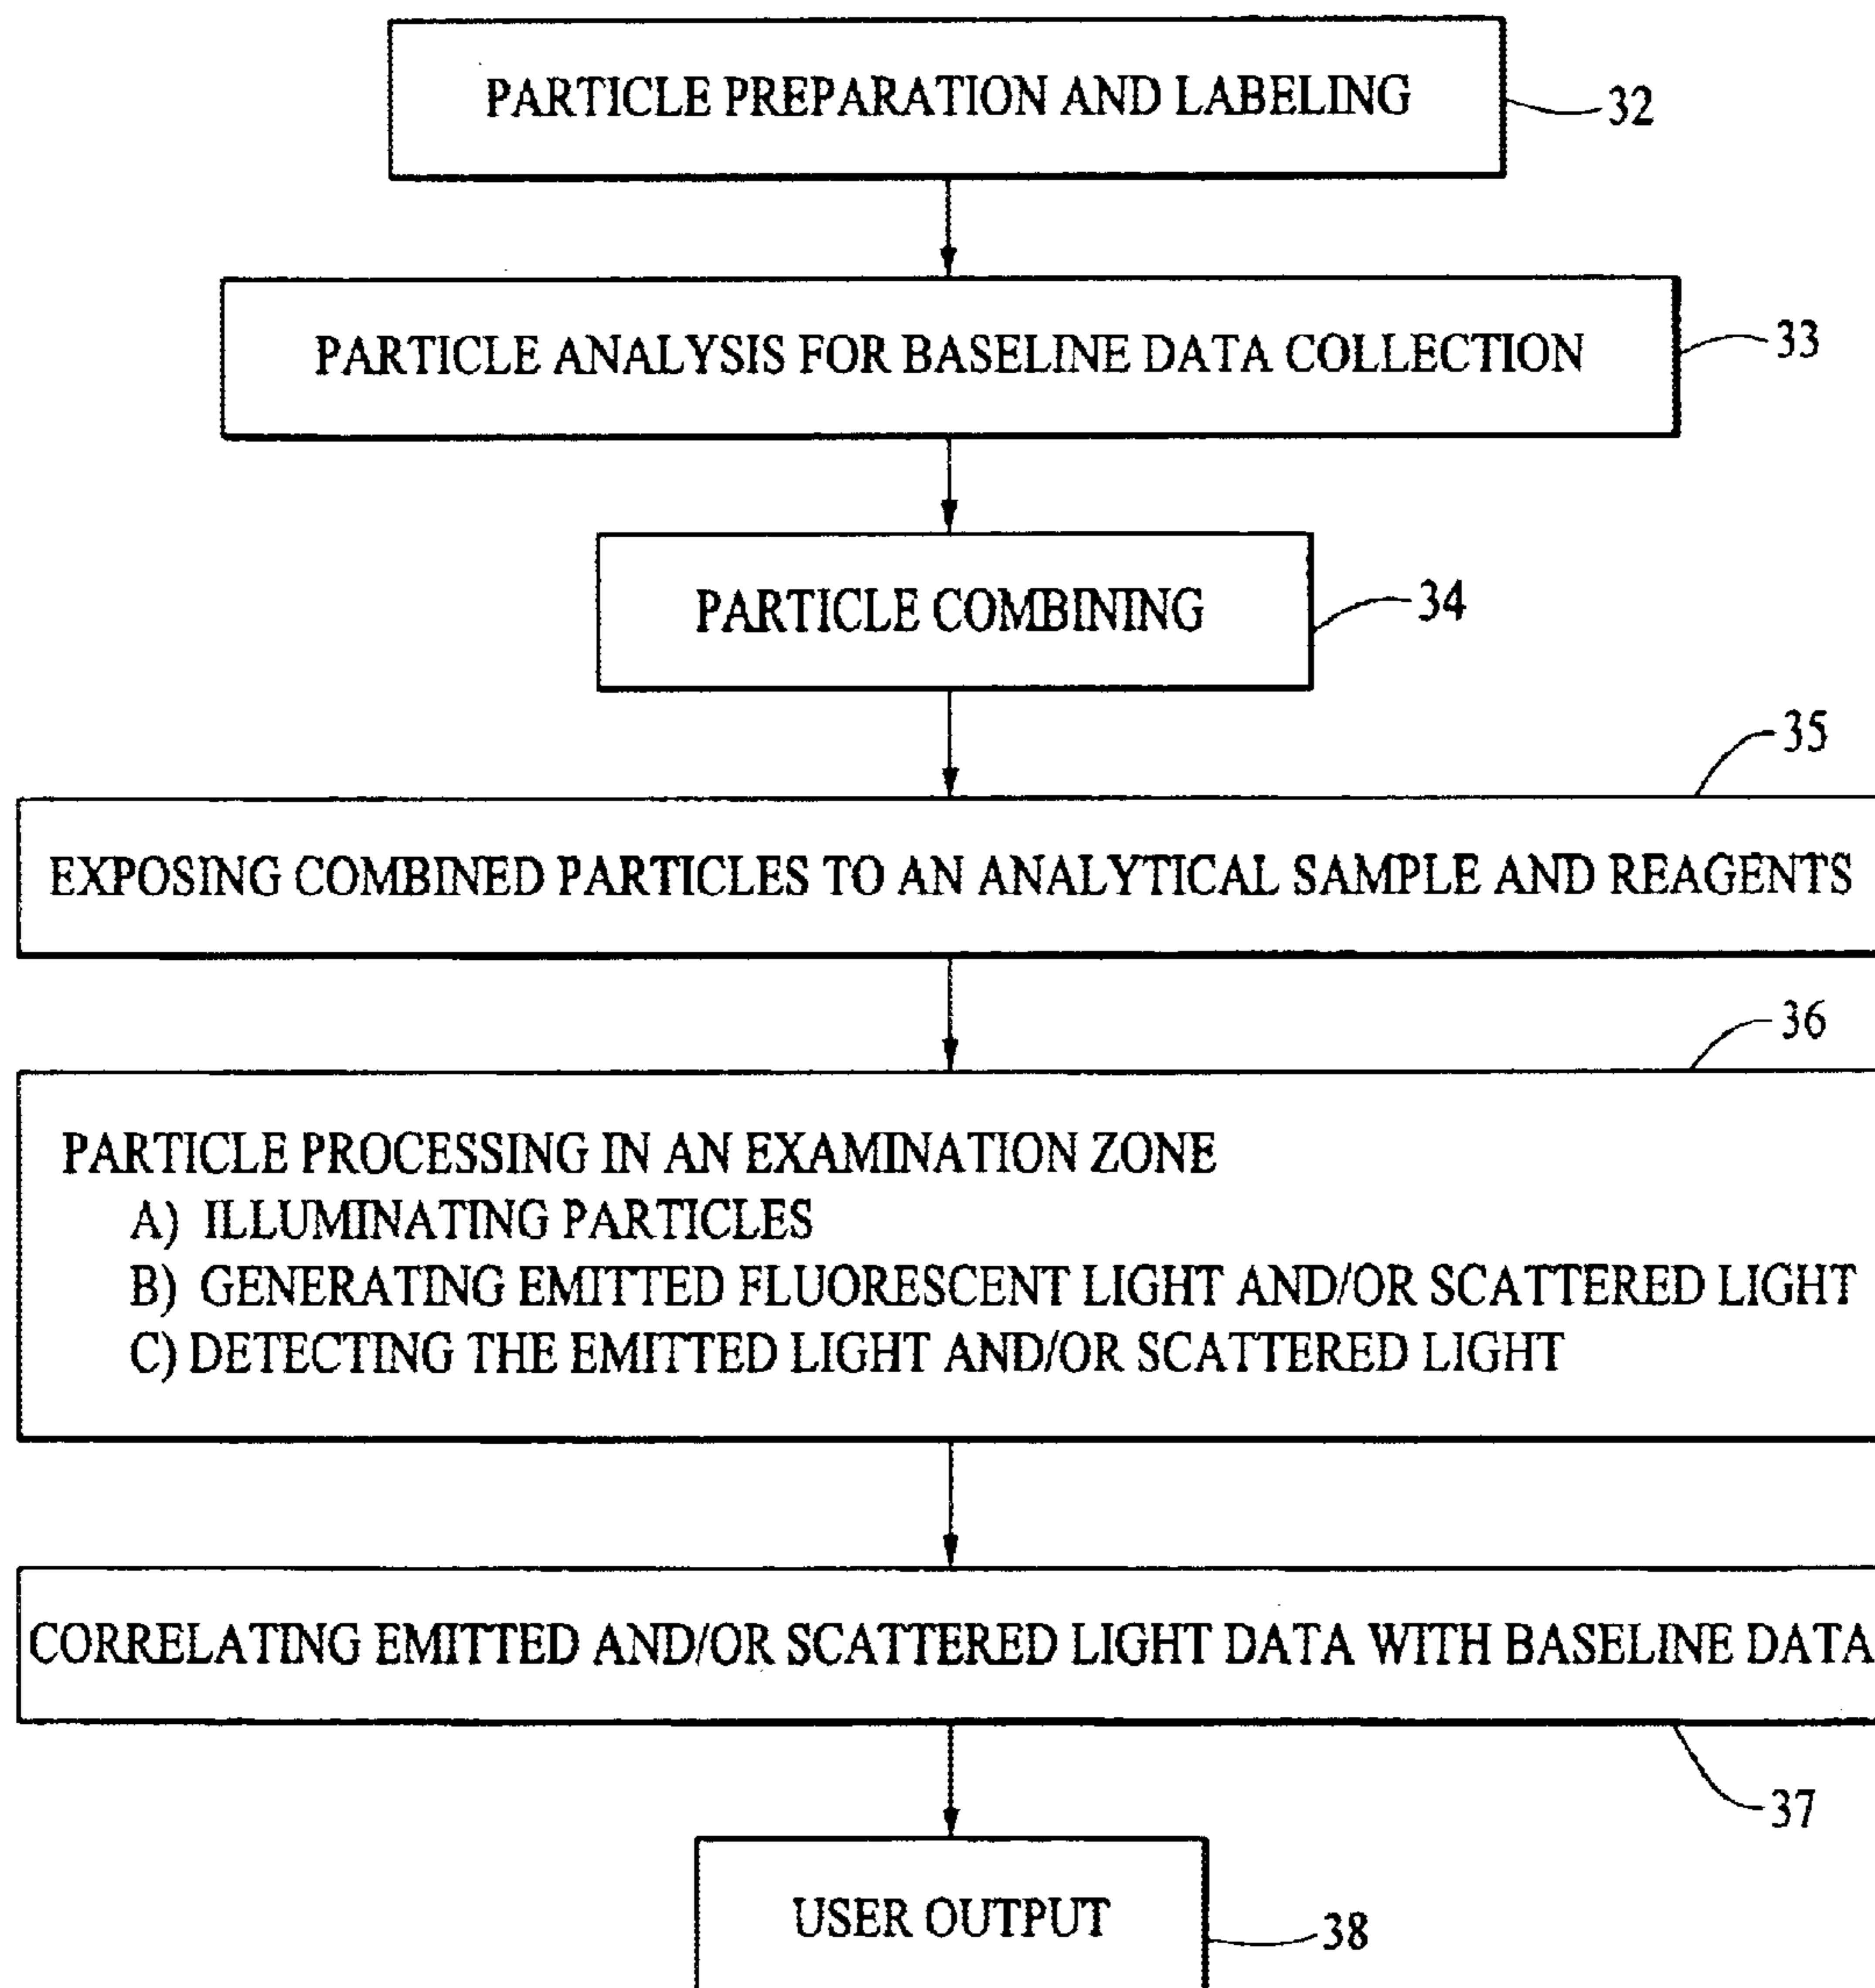 PARTICLE PREPARATION AND LABELING
32
PARTICLE ANALYSIS FOR BASELINE DATA COLLECTION
33
PARTICLE COMBINING
34
35
EXPOSING COMBINED PARTICLES TO AN ANALYTICAL SAMPLE AND REAGENTS
36
PARTICLE PROCESSING IN AN EXAMINATION ZONE
A) ILLUMINATING PARTICLES
B) GENERATING EMITTED FLUORESCENT LIGHT AND/OR SCATTERED LIGHT
C) DETECTING THE EMITTED LIGHT AND/OR SCATTERED LIGHT
CORRELATING EMITTED AND/OR SCATTERED LIGHT DATA WITH BASELINE DATA
37
USER OUTPUT
38